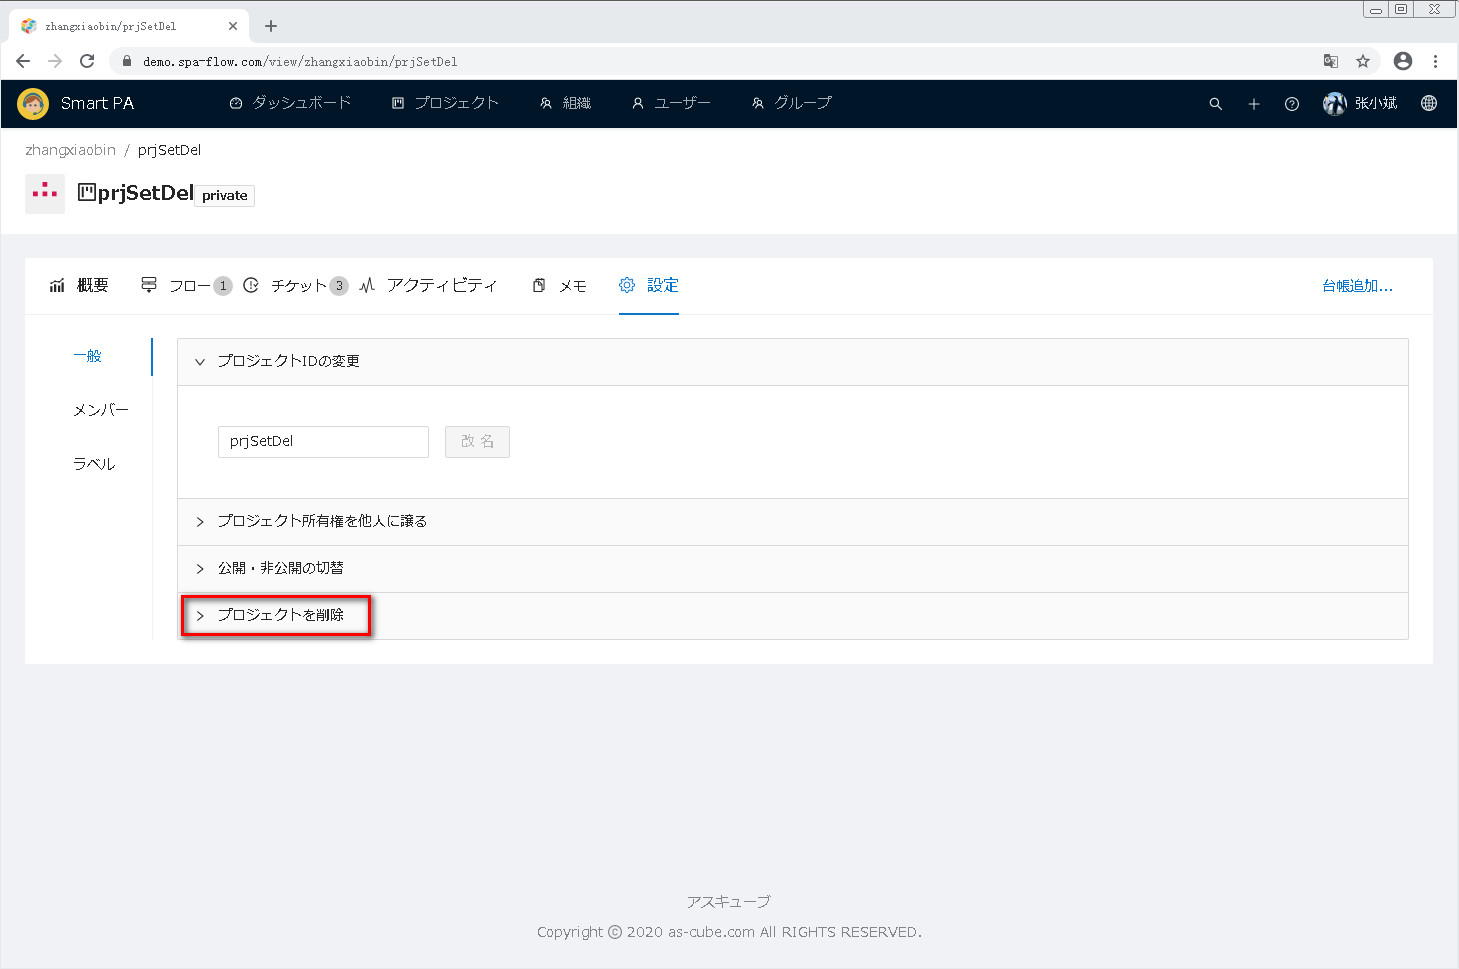 zhangxiaobin/prjSetDel
demo.spa-flow.com/view/zhangxiaobin/prjSetDel
Smart PA ダッシュボード プロジェクト 組織 ユーザー グループ 张小斌
zhangxiaobin / prjSetDel
prjSetDel private
概要 フロー 1 チケット 3 アクティビティ メモ 設定 台帳追加...
一般
メンバー
ラベル
プロジェクトIDの変更
prjSetDel 改 名
プロジェクト所有権を他人に譲る
公開・非公開の切替
プロジェクトを削除
アスキューブ
Copyright © 2020 as-cube.com All RIGHTS RESERVED.